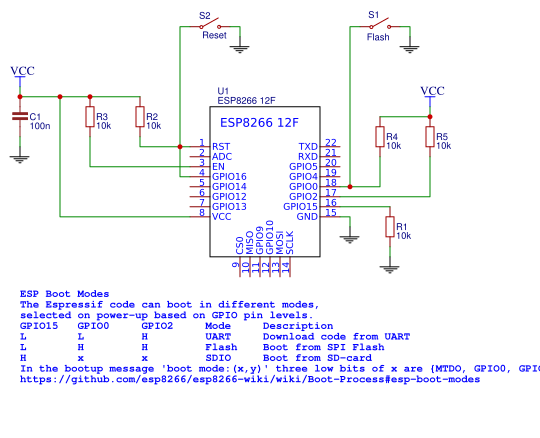 S2
Reset
S1
Flash
VCC
C1
100n
R3
10k
R2
10k
U1
ESP8266 12F
ESP8266 12F
VCC
R4
10k
R5
10k
1 RST
2 ADC
3 EN
4 GPIO16
5 GPIO14
6 GPIO12
7 GPIO13
8 VCC
TXD 22
RXD 21
GPIO5 20
GPIO4 19
GPIO0 18
GPIO2 17
GPIO15 16
GND 15
R1
10k
CS0 MISO GPIO9 GPIO10 MOSI SCLK
9 10 11 12 13 14
ESP Boot Modes
The Espressif code can boot in different modes,
selected on power-up based on GPIO pin levels.
GPIO15 GPIO0 GPIO2 Mode Description
L L H UART Download code from UART
L H H Flash Boot from SPI Flash
H x x SDIO Boot from SD-card
In the bootup message 'boot mode:(x,y)' three low bits of x are {MTDO, GPIO0, GPIO
https://github.com/esp8266/esp8266-wiki/wiki/Boot-Process#esp-boot-modes